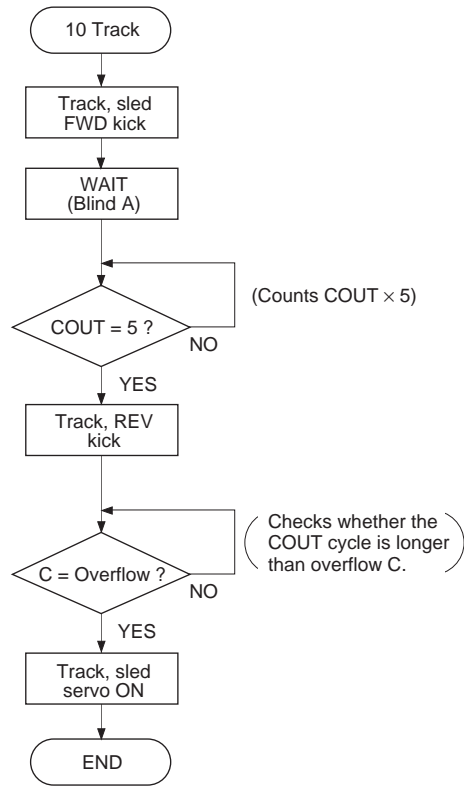 10 Track
Track, sled
FWD kick
WAIT
(Blind A)
(Counts COUT × 5)
COUT = 5 ?
NO
YES
Track, REV
kick
Checks whether the
COUT cycle is longer
than overflow C.
C = Overflow ?
NO
YES
Track, sled
servo ON
END